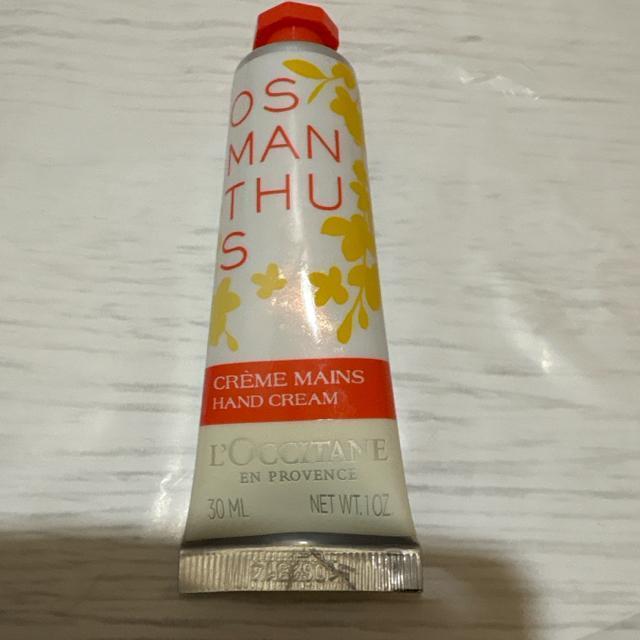 OS
MAN
THU
S
CRÈME MAINS
HAND CREAM
L'OCCITANE
EN PROVENCE
30 ML NET WT. 1 OZ.